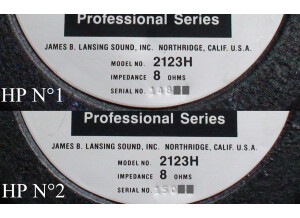 Professional Series
JAMES B. LANSING SOUND, INC. NORTHRIDGE, CALIF. U.S.A.
MODEL NO. 2123H
IMPEDANCE 8 OHMS
SERIAL NO.
HP N°1
Professional Series
JAMES B. LANSING SOUND, INC. NORTHRIDGE, CALIF. U.S.A.
MODEL NO. 2123H
IMPEDANCE 8 OHMS
SERIAL NO.
HP N°2